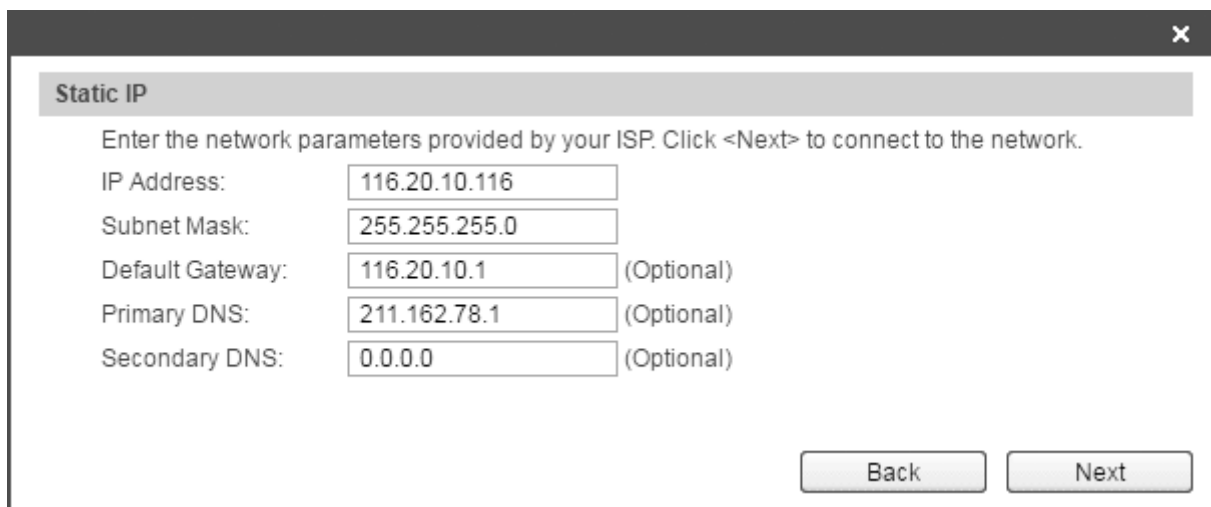 Static IP
Enter the network parameters provided by your ISP. Click <Next> to connect to the network.
IP Address: 116.20.10.116
Subnet Mask: 255.255.255.0
Default Gateway: 116.20.10.1 (Optional)
Primary DNS: 211.162.78.1 (Optional)
Secondary DNS: 0.0.0.0 (Optional)
Back Next